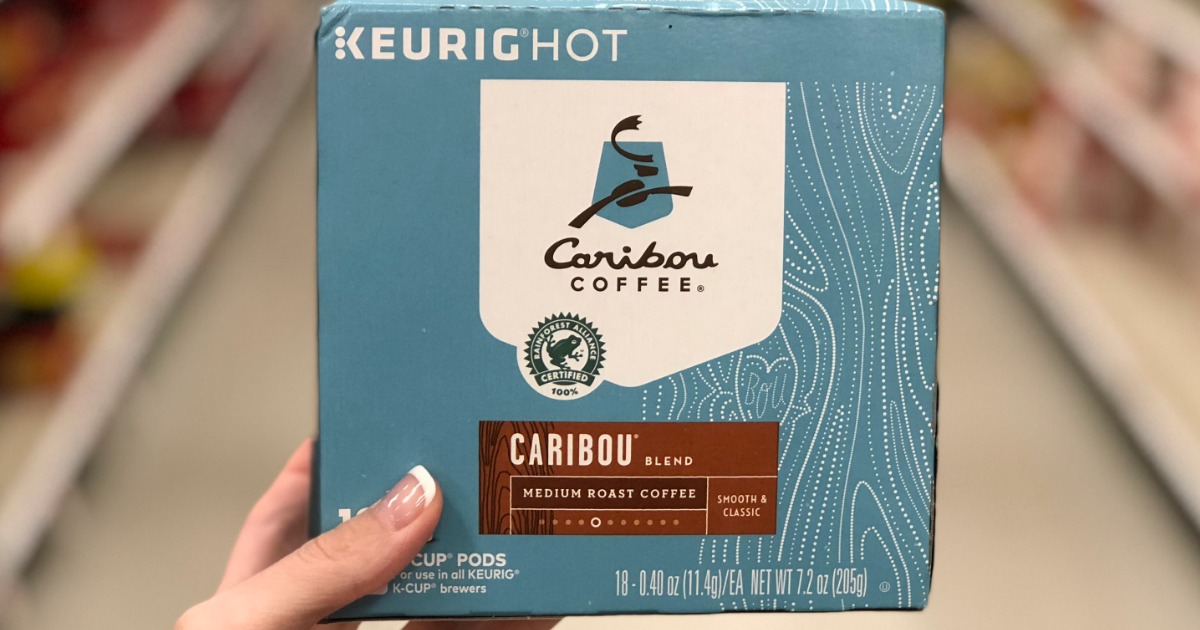 KEURIG® HOT
Caribou
COFFEE®
RAINFOREST ALLIANCE
CERTIFIED
100%
BOU
CARIBOU® BLEND
MEDIUM ROAST COFFEE
SMOOTH &
CLASSIC
CUP® PODS
or use in all KEURIG®
K-CUP® brewers
18 - 0.40 oz (11.4g)/EA NET WT 7.2 oz (205g)